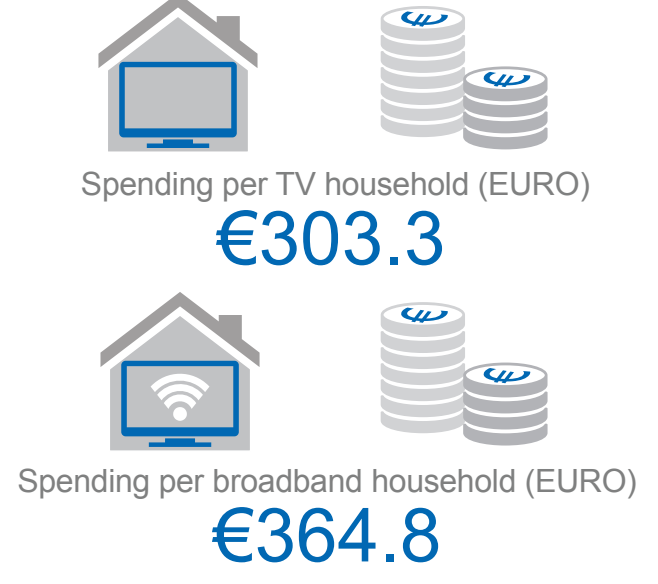 Spending per TV household (EURO)
€303.3
Spending per broadband household (EURO)
€364.8